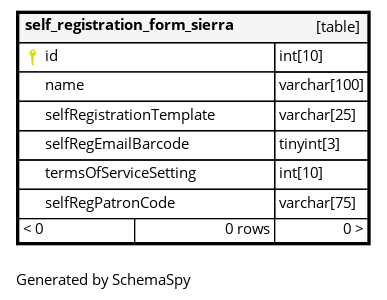 self_registration_form_sierra [table]
id int[10]
name varchar[100]
selfRegistrationTemplate varchar[25]
selfRegEmailBarcode tinyint[3]
termsOfServiceSetting int[10]
selfRegPatronCode varchar[75]
< 0 0 rows 0 >
Generated by SchemaSpy